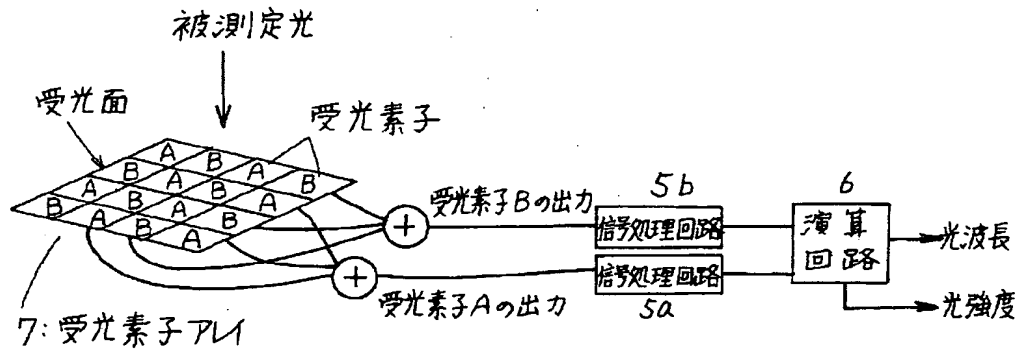 被測定光
受光面
受光素子
A B A B
B A B A
A B A B
B A B A
+
受光素子Bの出力
5b
信号処理回路
6
演算
回路
光波長
+
受光素子Aの出力
信号処理回路
5a
光強度
7:受光素子アレイ